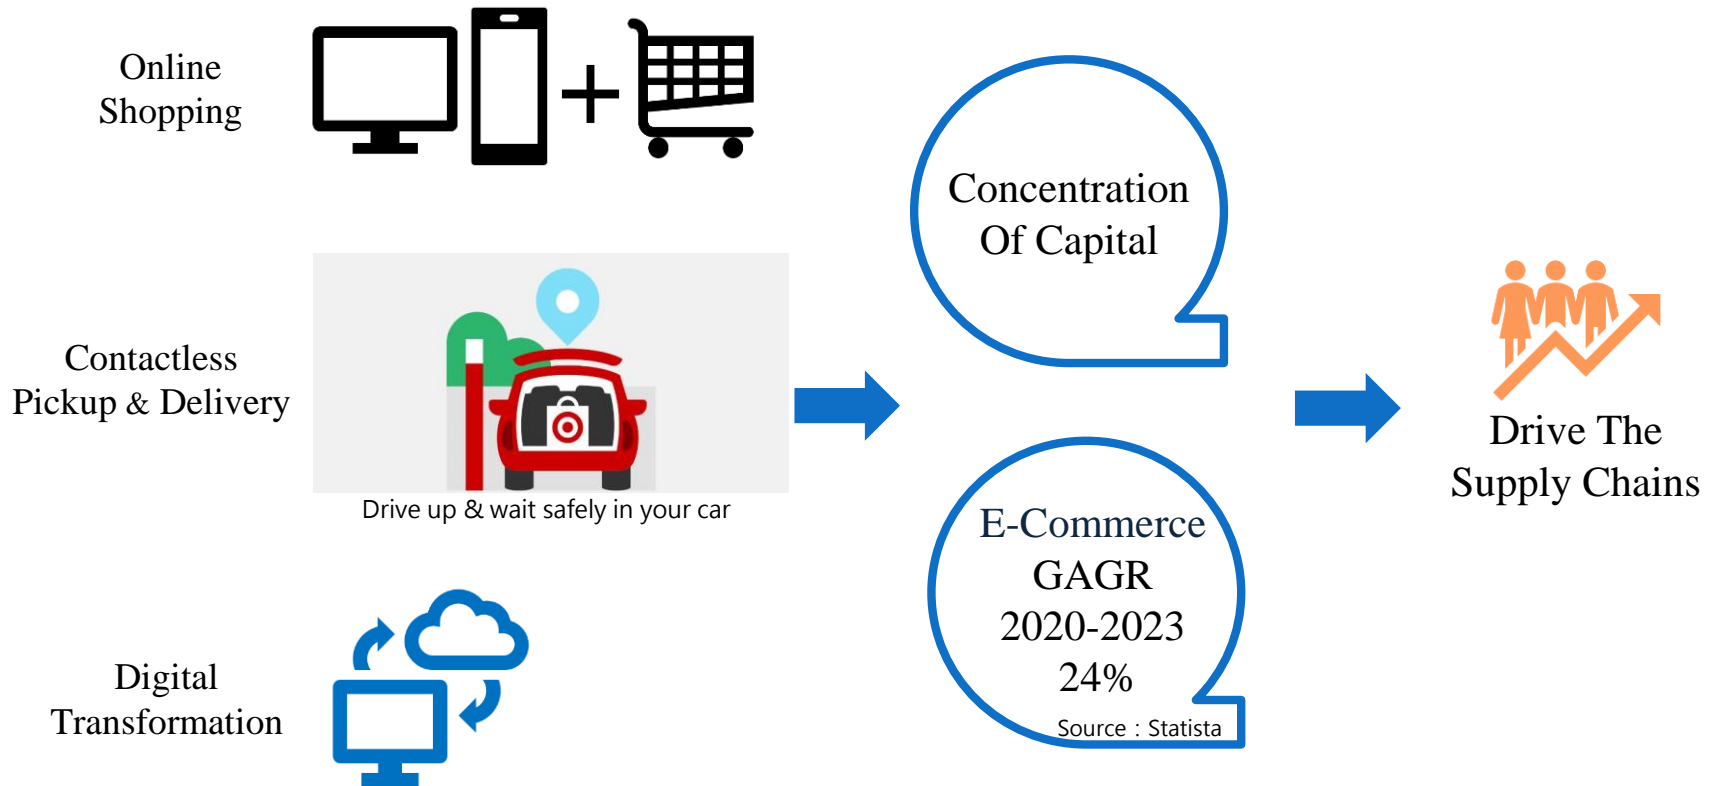 Online
Shopping
Contactless
Pickup & Delivery
Drive up & wait safely in your car
Digital
Transformation
Concentration
Of Capital
E-Commerce
GAGR
2020-2023
24%
Source : Statista
Drive The
Supply Chains